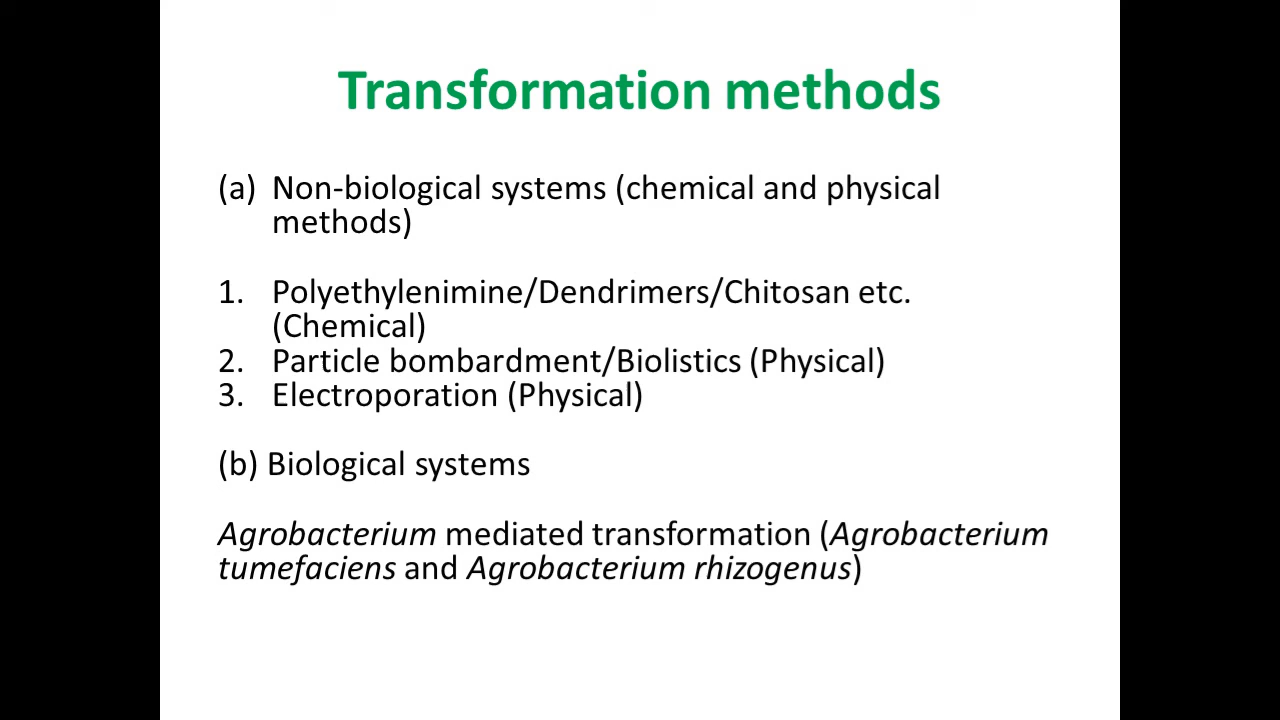 Transformation methods
(a) Non-biological systems (chemical and physical
methods)
1. Polyethylenimine/Dendrimers/Chitosan etc.
(Chemical)
2. Particle bombardment/Biolistics (Physical)
3. Electroporation (Physical)
(b) Biological systems
Agrobacterium mediated transformation (Agrobacterium
tumefaciens and Agrobacterium rhizogenus)